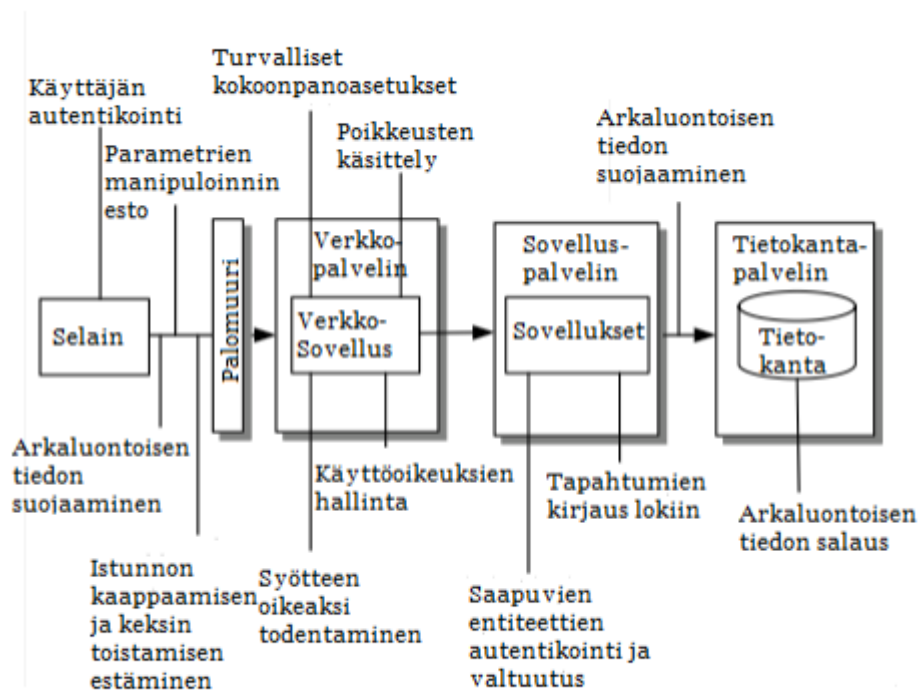 Turvalliset
kokoonpanoasetukset
Käyttäjän
autentikointi
Parametrien
manipuloinnin
esto
Poikkeusten
käsittely
Arkaluontoisen
tiedon
suojaaminen
Selain
Palomuuri
Verkko-
palvelin
Verkko-
Sovellus
Sovellus-
palvelin
Sovellukset
Tietokanta-
palvelin
Tieto-
kanta
Arkaluontoisen
tiedon
suojaaminen
Istunnon
kaappaamisen
ja keksin
toistamisen
estäminen
Käyttöoikeuksien
hallinta
Syötteen
oikeaksi
todentaminen
Tapahtumien
kirjaus lokiin
Saapuvien
entiteettien
autentikointi ja
valtuutus
Arkaluontoisen
tiedon salaus